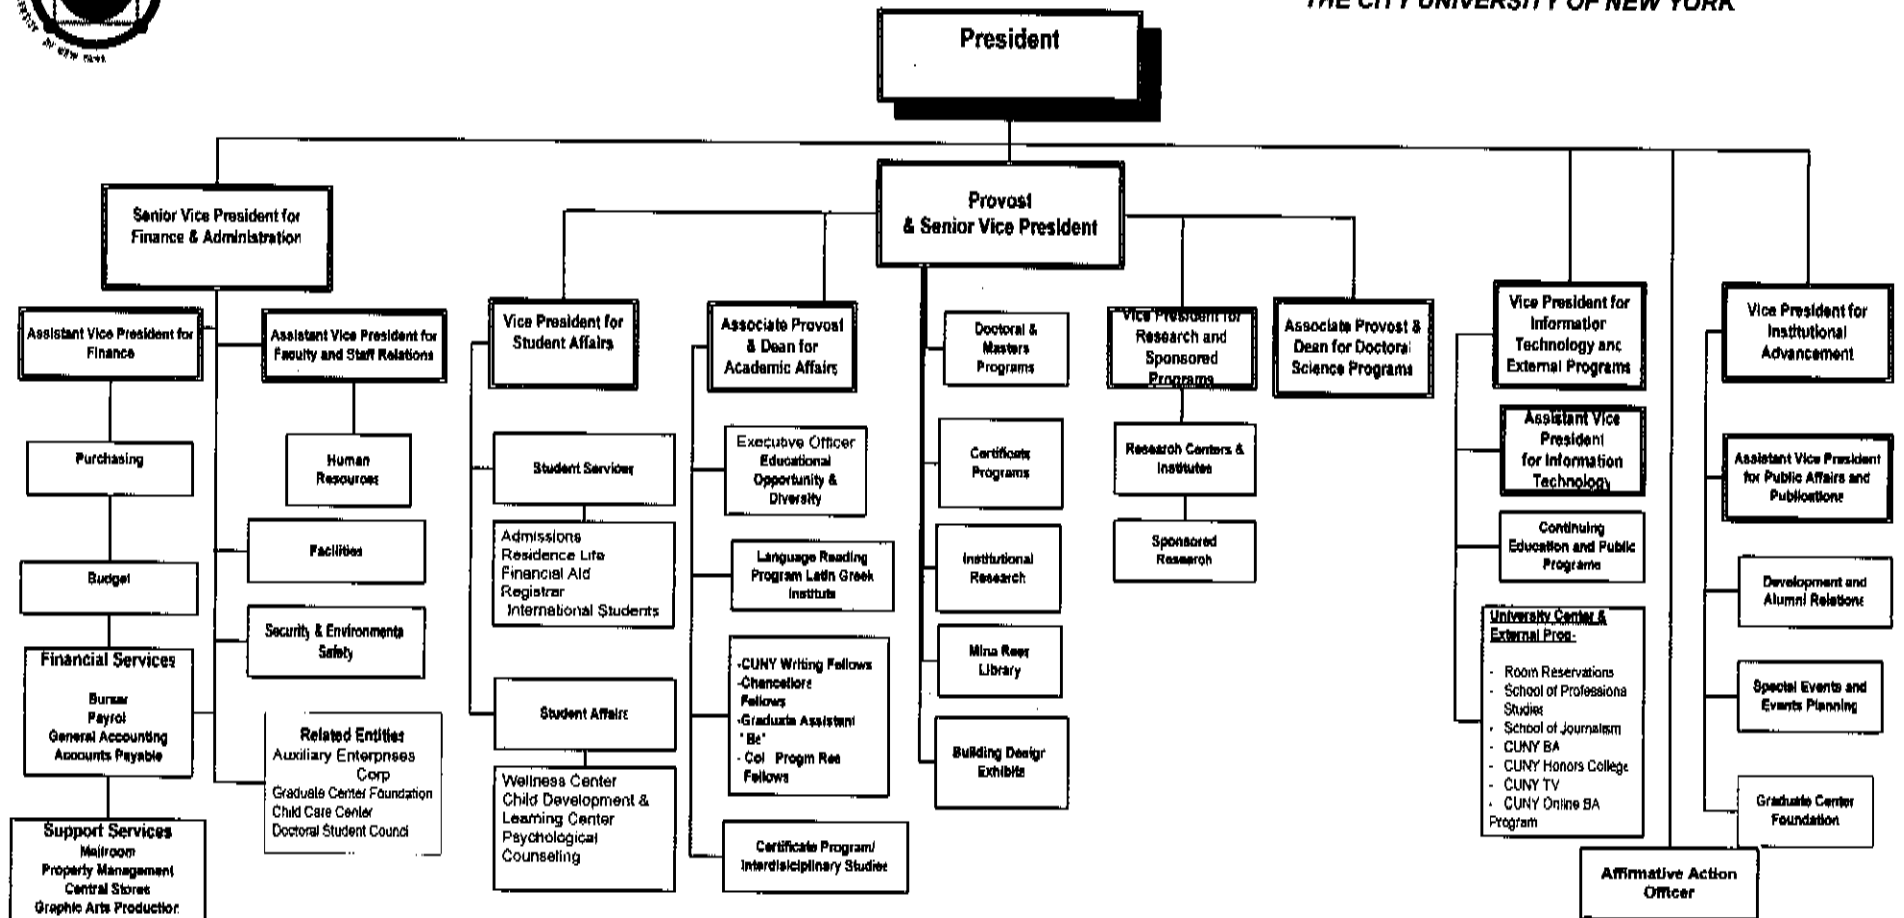 THE CITY UNIVERSITY OF NEW YORK
President
Provost
& Senior Vice President
Senior Vice President for
Finance & Administration
Assistant Vice President for
Finance
Assistant Vice President for
Faculty and Staff Relations
Purchasing
Human
Resources
Facilities
Budget
Security & Environmenta
Safety
Financial Services
Bursar
Payrol
General Accounting
Accounts Payable
Related Entities
Auxiliary Enterprises
Corp
Graduate Center Foundation
Child Care Center
Doctoral Student Council
Support Services
Mailroom
Property Management
Central Stores
Graphic Arts Production
Vice President for
Student Affairs
Student Services
Admissions
Residence Life
Financial Aid
Registrar
International Students
Student Affairs
Wellness Center
Child Development &
Learning Center
Psychological
Counseling
Associate Provost
& Dean for
Academic Affairs
Executive Officer
Educational
Opportunity &
Diversity
Language Reading
Program Latin Greek
Institute
-CUNY Writing Fellows
-Chancellors
Fellows
-Graduate Assistant
- Col Progm Res
Fellows
Certificate Program/
Interdisiciplinary Studies
Doctoral &
Masters
Programs
Certificate
Programs
Institutional
Research
Mina Rees
Library
Building Design
Exhibits
Vice President for
Research and
Sponsored
Programs
Research Centers &
Institutes
Sponsored
Research
Associate Provost &
Dean for Doctoral
Science Programs
Vice President for
Information
Technology and
External Programs
Assistant Vice
President
for Information
Technology
Continuing
Education and Public
Programs
University Center &
External Prog-
- Room Reservations
- School of Professiona
Studies
- School of Journalism
- CUNY BA
- CUNY Honors College
- CUNY TV
- CUNY Online BA
Program
Vice President for
Institutional
Advancement
Assistant Vice President
for Public Affairs and
Publications
Development and
Alumni Relations
Special Events and
Events Planning
Graduate Center
Foundation
Affirmative Action
Officer